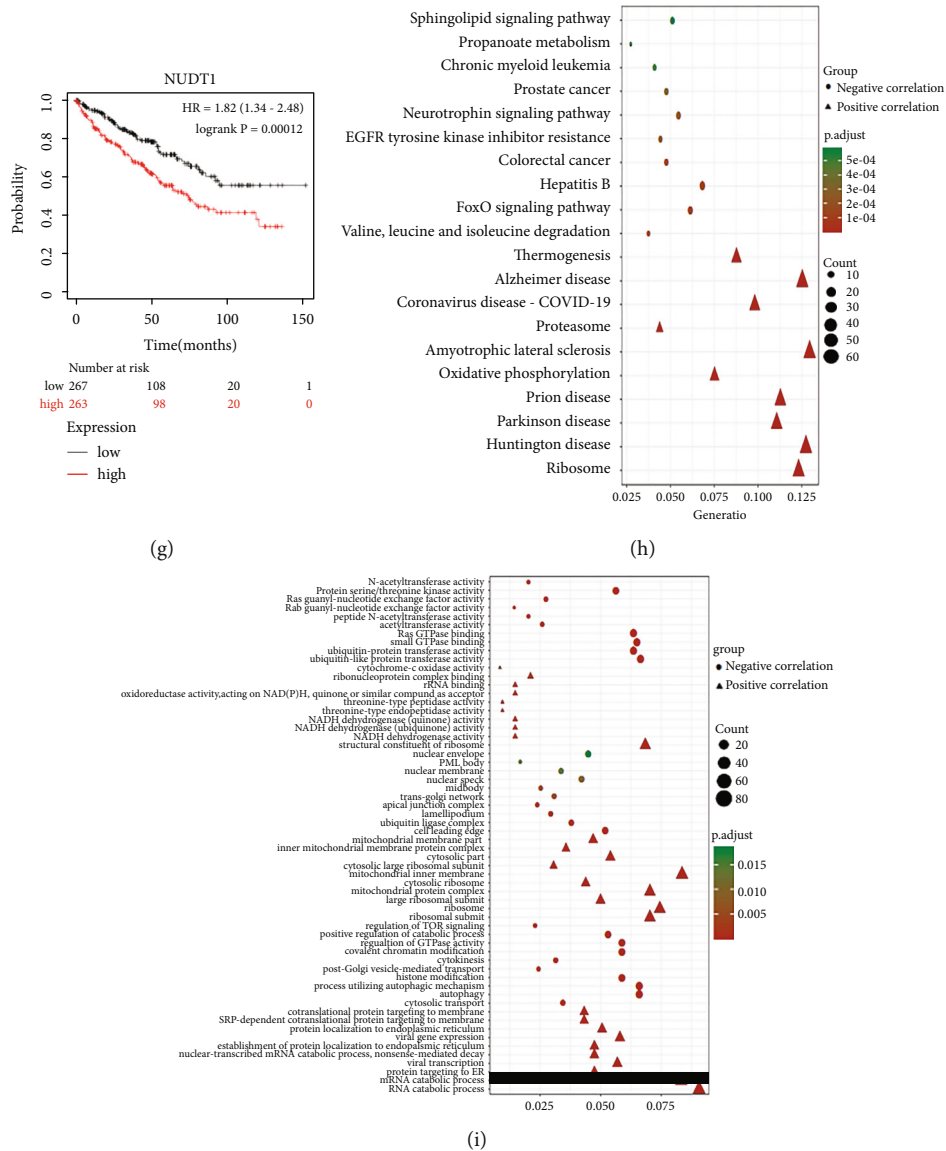 NUDT1
HR = 1.82 (1.34 - 2.48)
logrank P = 0.00012
Probability
1.0
0.8
0.6
0.4
0.2
0
0 50 100 150
Time(months)
Number at risk
low 267 108 20 1
high 263 98 20 0
Expression
low
high
(g)
Sphingolipid signaling pathway
Propanoate metabolism
Chronic myeloid leukemia
Prostate cancer
Neurotrophin signaling pathway
EGFR tyrosine kinase inhibitor resistance
Colorectal cancer
Hepatitis B
FoxO signaling pathway
Valine, leucine and isoleucine degradation
Thermogenesis
Alzheimer disease
Coronavirus disease - COVID-19
Proteasome
Amyotrophic lateral sclerosis
Oxidative phosphorylation
Prion disease
Parkinson disease
Huntington disease
Ribosome
0.025 0.050 0.075 0.100 0.125
Generatio
Group
Negative correlation
Positive correlation
p.adjust
5e-04
4e-04
2e-04
1e-04
Count
10
20
30
40
50
60
(h)
N-acetyltransferase activity
Protein serine/threonine kinase activity
Ras guanyl-nucleotide exchange factor activity
Rab guanyl-nucleotide exchange factor activity
peptide N-acetyltransferase activity
acetyltransferase activity
Ras GTPase binding
small GTPase binding
ubiquitin-protein transferase activity
ubiquitin-like protein transferase activity
cytochrome-c oxidase activity
ribonucleoprotein complex binding
rRNA binding
oxidoreductase activity,acting on NAD(P)H, quinone or similar compund as acceptor
threonine-type peptidase activity
threonine-type endopeptidase activity
NADH dehydrogenase (quinone) activity
NADH dehydrogenase (ubiquinone) activity
NADH dehydrogenase activity
structural constituent of ribosome
nuclear envelope
PML body
nuclear membrane
nuclear speck
midbody
trans-golgi network
apical junction complex
lamellipodium
ubiquitin ligase complex
cell leading edge
mitochondrial membrane part
inner mitochondrial membrane protein complex
cytosolic part
cytosolic large ribosomal subunit
mitochondrial inner membrane
cytosolic ribosome
mitochondrial protein complex
large ribosomal submit
ribosome
ribosomal submit
regulation of TOR signaling
positive regulation of catabolic process
regualtion of GTPase activity
covalent chromatin modification
cytokinesis
post-Golgi vesicle-mediated transport
histone modification
process utilizing autophagic mechanism
autophagy
cytosolic transport
cotranslational protein targeting to membrane
SRP-dependent cotranslational protein targeting to membrane
protein localization to endoplasmic reticulum
viral gene expression
establishment of protein localization to endopalsmic reticulum
nuclear-transcribed mRNA catabolic process, nonsense-mediated decay
viral transcription
protein targeting to ER
mRNA catabolic process
RNA catabolic process
0.025 0.050 0.075
group
Negative correlation
Positive correlation
Count
20
40
60
80
p.adjust
0.015
0.010
0.005
(i)